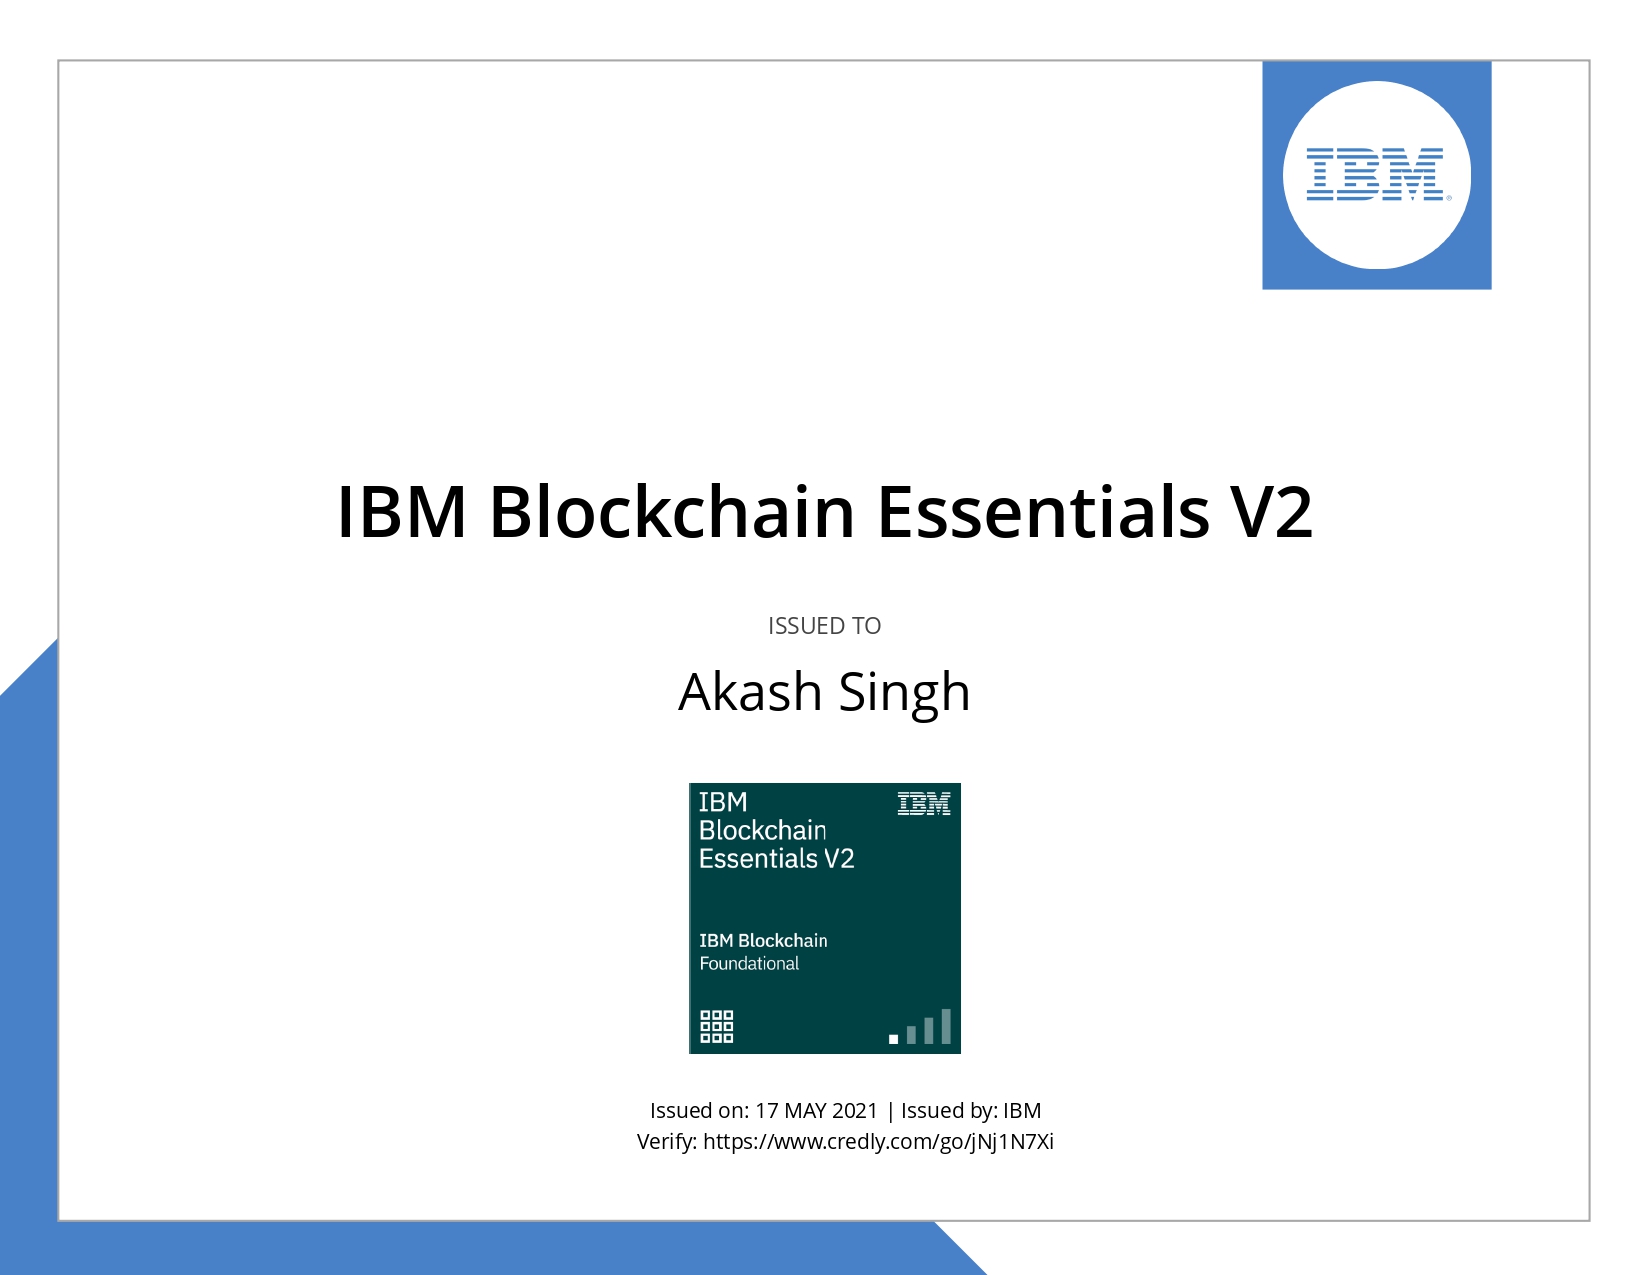 IBM®
IBM Blockchain Essentials V2
ISSUED TO
Akash Singh
IBM
IBM
Blockchain
Essentials V2
IBM Blockchain
Foundational
Issued on: 17 MAY 2021 | Issued by: IBM
Verify: https://www.credly.com/go/jNj1N7Xi